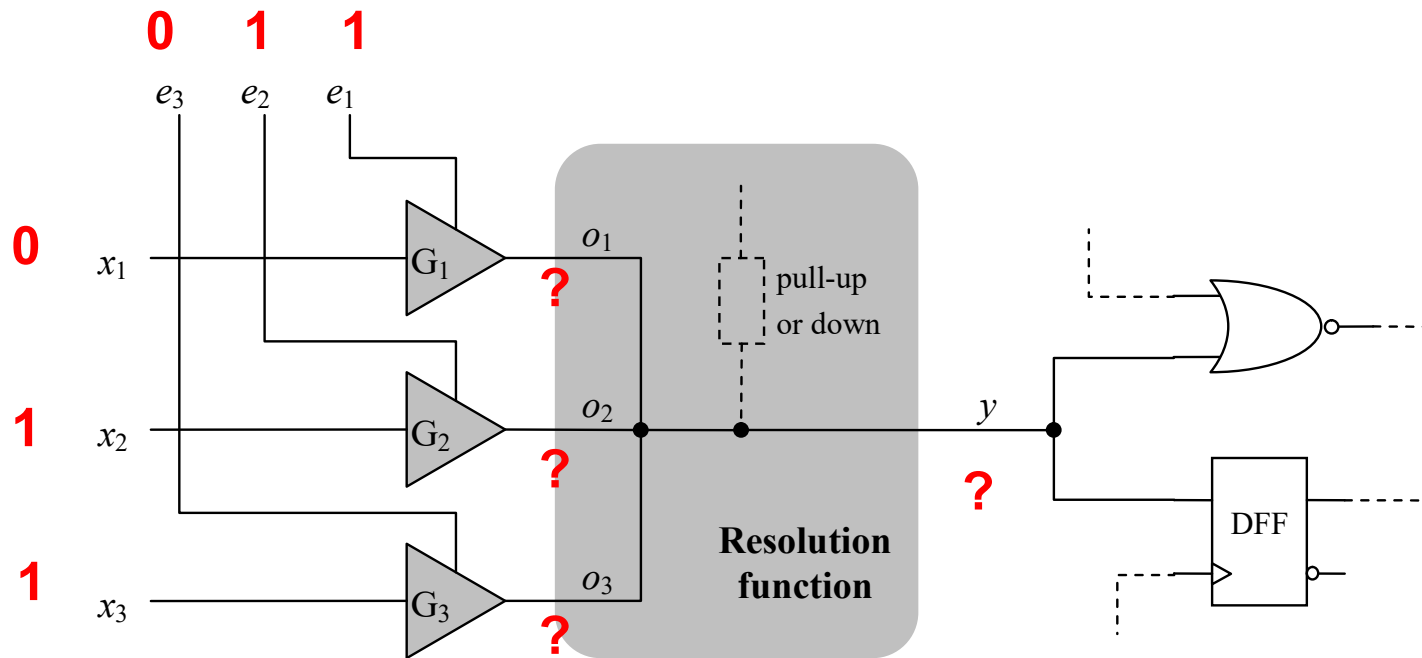 0 1 1
e3 e2 e1
0 x1 G1 o1
?
pull-up
or down
1 x2 G2 o2 y
? ?
Resolution
function
DFF
1 x3 G3 o3
?